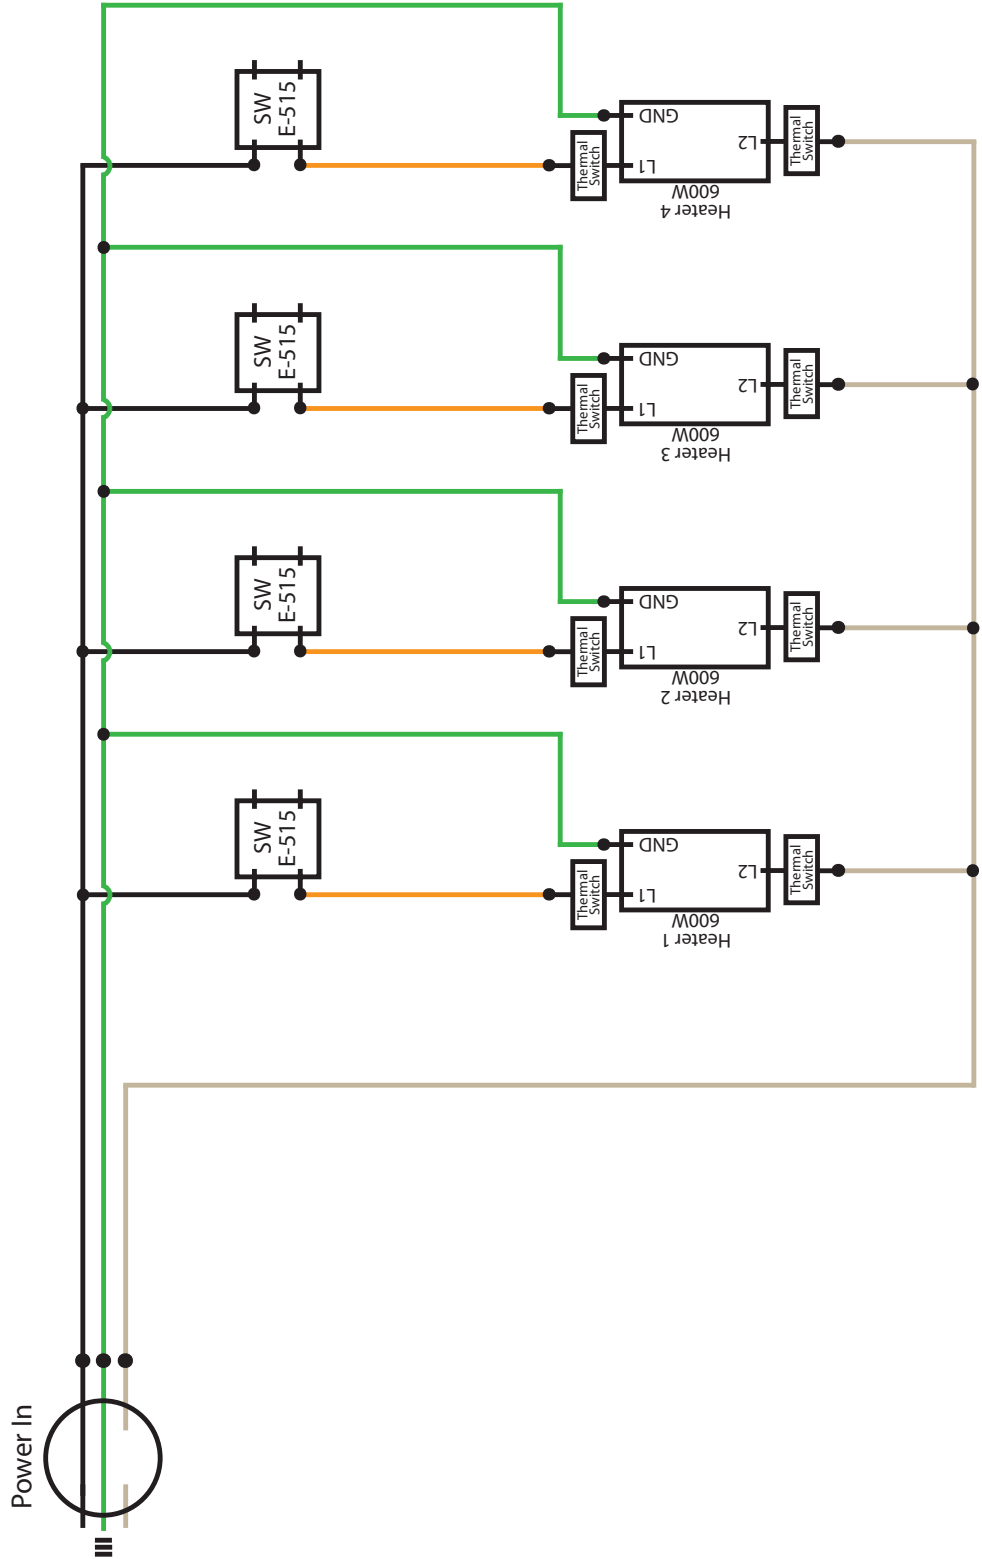 SW
E-515
GND
L1
L2
Thermal
Switch
Thermal
Switch
600W
Heater 4
SW
E-515
GND
L1
L2
Thermal
Switch
Thermal
Switch
600W
Heater 3
SW
E-515
GND
L1
L2
Thermal
Switch
Thermal
Switch
600W
Heater 2
SW
E-515
GND
L1
L2
Thermal
Switch
Thermal
Switch
600W
Heater 1
Power In